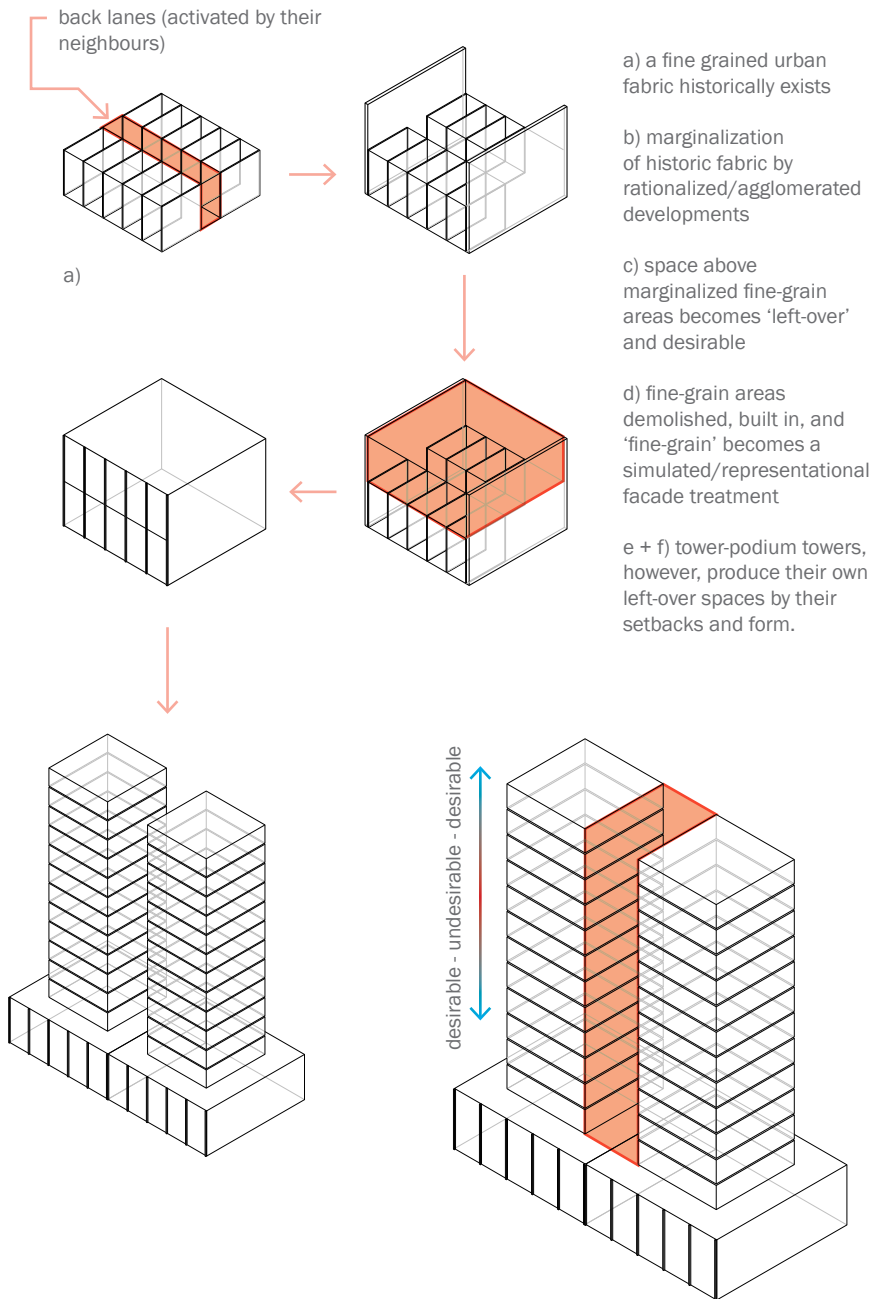 back lanes (activated by their
neighbours)
a)
a) a fine grained urban
fabric historically exists
b) marginalization
of historic fabric by
rationalized/agglomerated
developments
c) space above
marginalized fine-grain
areas becomes ‘left-over’
and desirable
d) fine-grain areas
demolished, built in, and
‘fine-grain’ becomes a
simulated/representational
facade treatment
e + f) tower-podium towers,
however, produce their own
left-over spaces by their
setbacks and form.
desirable - undesirable - desirable